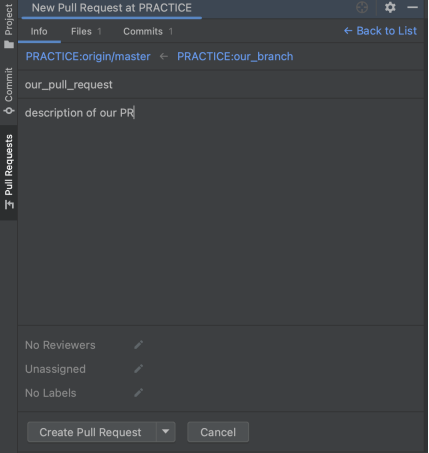 New Pull Request at PRACTICE
Project
Info Files 1 Commits 1 ← Back to List
PRACTICE:origin/master ← PRACTICE:our_branch
Commit
our_pull_request
description of our PR
Pull Requests
No Reviewers
Unassigned
No Labels
Create Pull Request Cancel